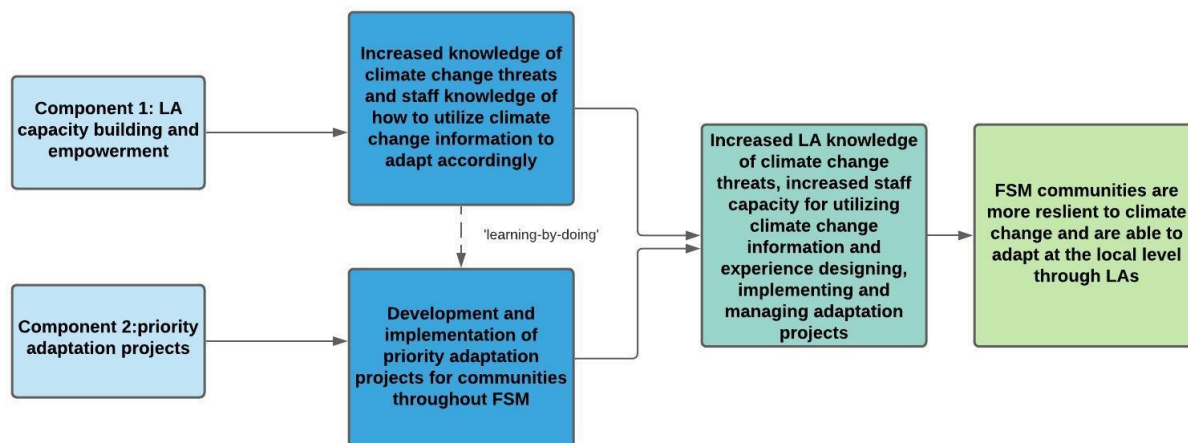 Component 1: LA
capacity building and
empowerment
Increased knowledge of
climate change threats
and staff knowledge of
how to utilize climate
change information to
adapt accordingly
'learning-by-doing'
Component 2:priority
adaptation projects
Development and
implementation of
priority adaptation
projects for communities
throughout FSM
Increased LA knowledge
of climate change
threats, increased staff
capacity for utilizing
climate change
information and
experience designing,
implementing and
managing adaptation
projects
FSM communities are
more reslient to climate
change and are able to
adapt at the local level
through LAs